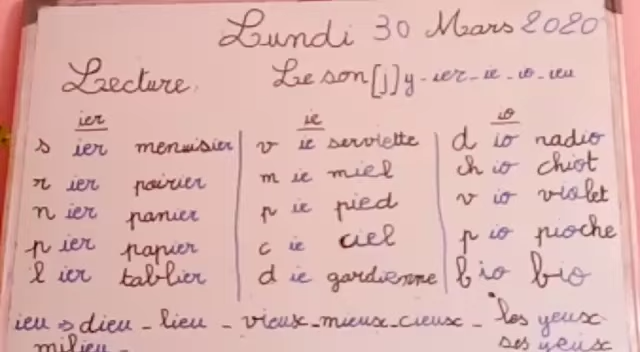 Lundi 30 Mars 2020
Lecture. Le son [j] y - ier - ie - io - ieu
ier ie io
s ier menuisier v ie serviette d io radio
r ier poirier m ie miel ch io chiot
n ier panier p ie pied v io violet
p ier papier c ie ciel p io pioche
l ier tablier d ie gardienne b io bio
ieu → dieu - lieu - vieux - mieux - cieux - les yeux
milieu - ses yeux